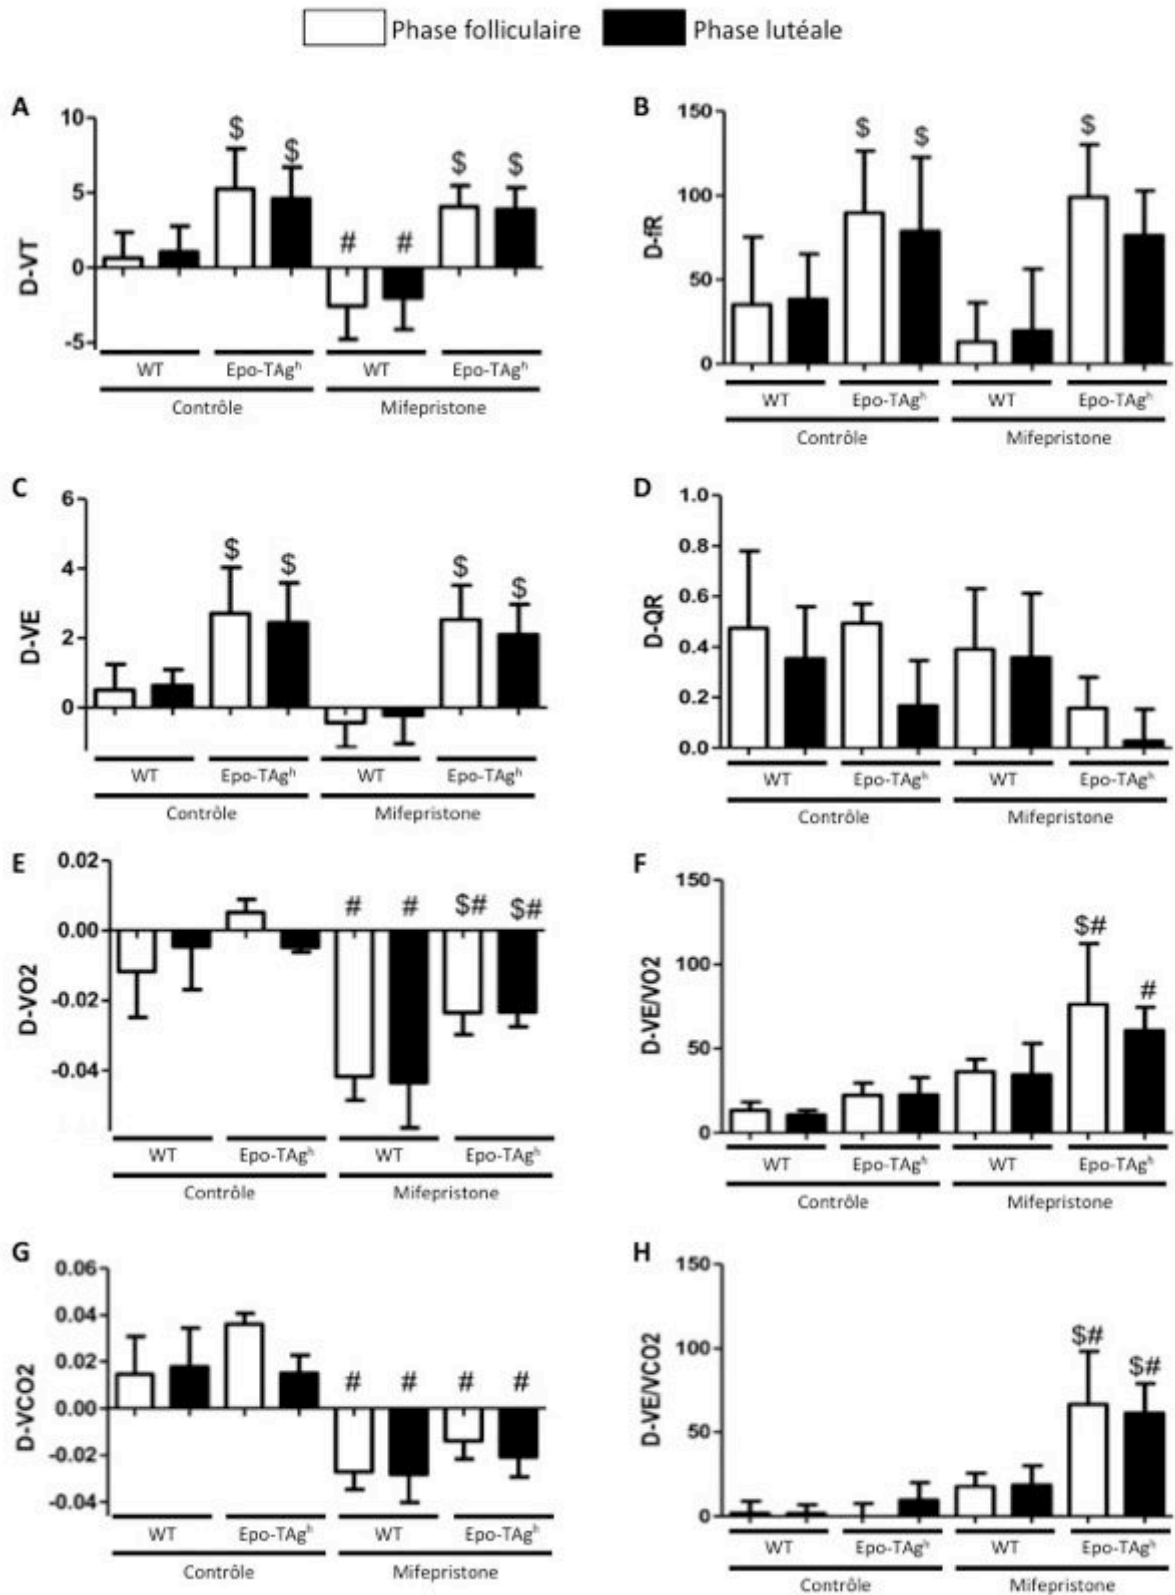 Phase folliculaire Phase lutéale
A
D-VT
10
5
0
-5
$ $ # # $ $
WT Epo-TAgʰ WT Epo-TAgʰ
Contrôle Mifepristone
B
D-fR
150
100
50
0
$ $ $
WT Epo-TAgʰ WT Epo-TAgʰ
Contrôle Mifepristone
C
D-VE
6
4
2
0
$ $ $ $
WT Epo-TAgʰ WT Epo-TAgʰ
Contrôle Mifepristone
D
D-QR
1.0
0.8
0.6
0.4
0.2
0.0
WT Epo-TAgʰ WT Epo-TAgʰ
Contrôle Mifepristone
E
D-VO2
0.02
0.00
-0.02
-0.04
# # $# $#
WT Epo-TAgʰ WT Epo-TAgʰ
Contrôle Mifepristone
F
D-VE/VO2
150
100
50
0
$# #
WT Epo-TAgʰ WT Epo-TAgʰ
Contrôle Mifepristone
G
D-VCO2
0.06
0.04
0.02
0.00
-0.02
-0.04
# # # #
WT Epo-TAgʰ WT Epo-TAgʰ
Contrôle Mifepristone
H
D-VE/VCO2
150
100
50
0
$# $#
WT Epo-TAgʰ WT Epo-TAgʰ
Contrôle Mifepristone